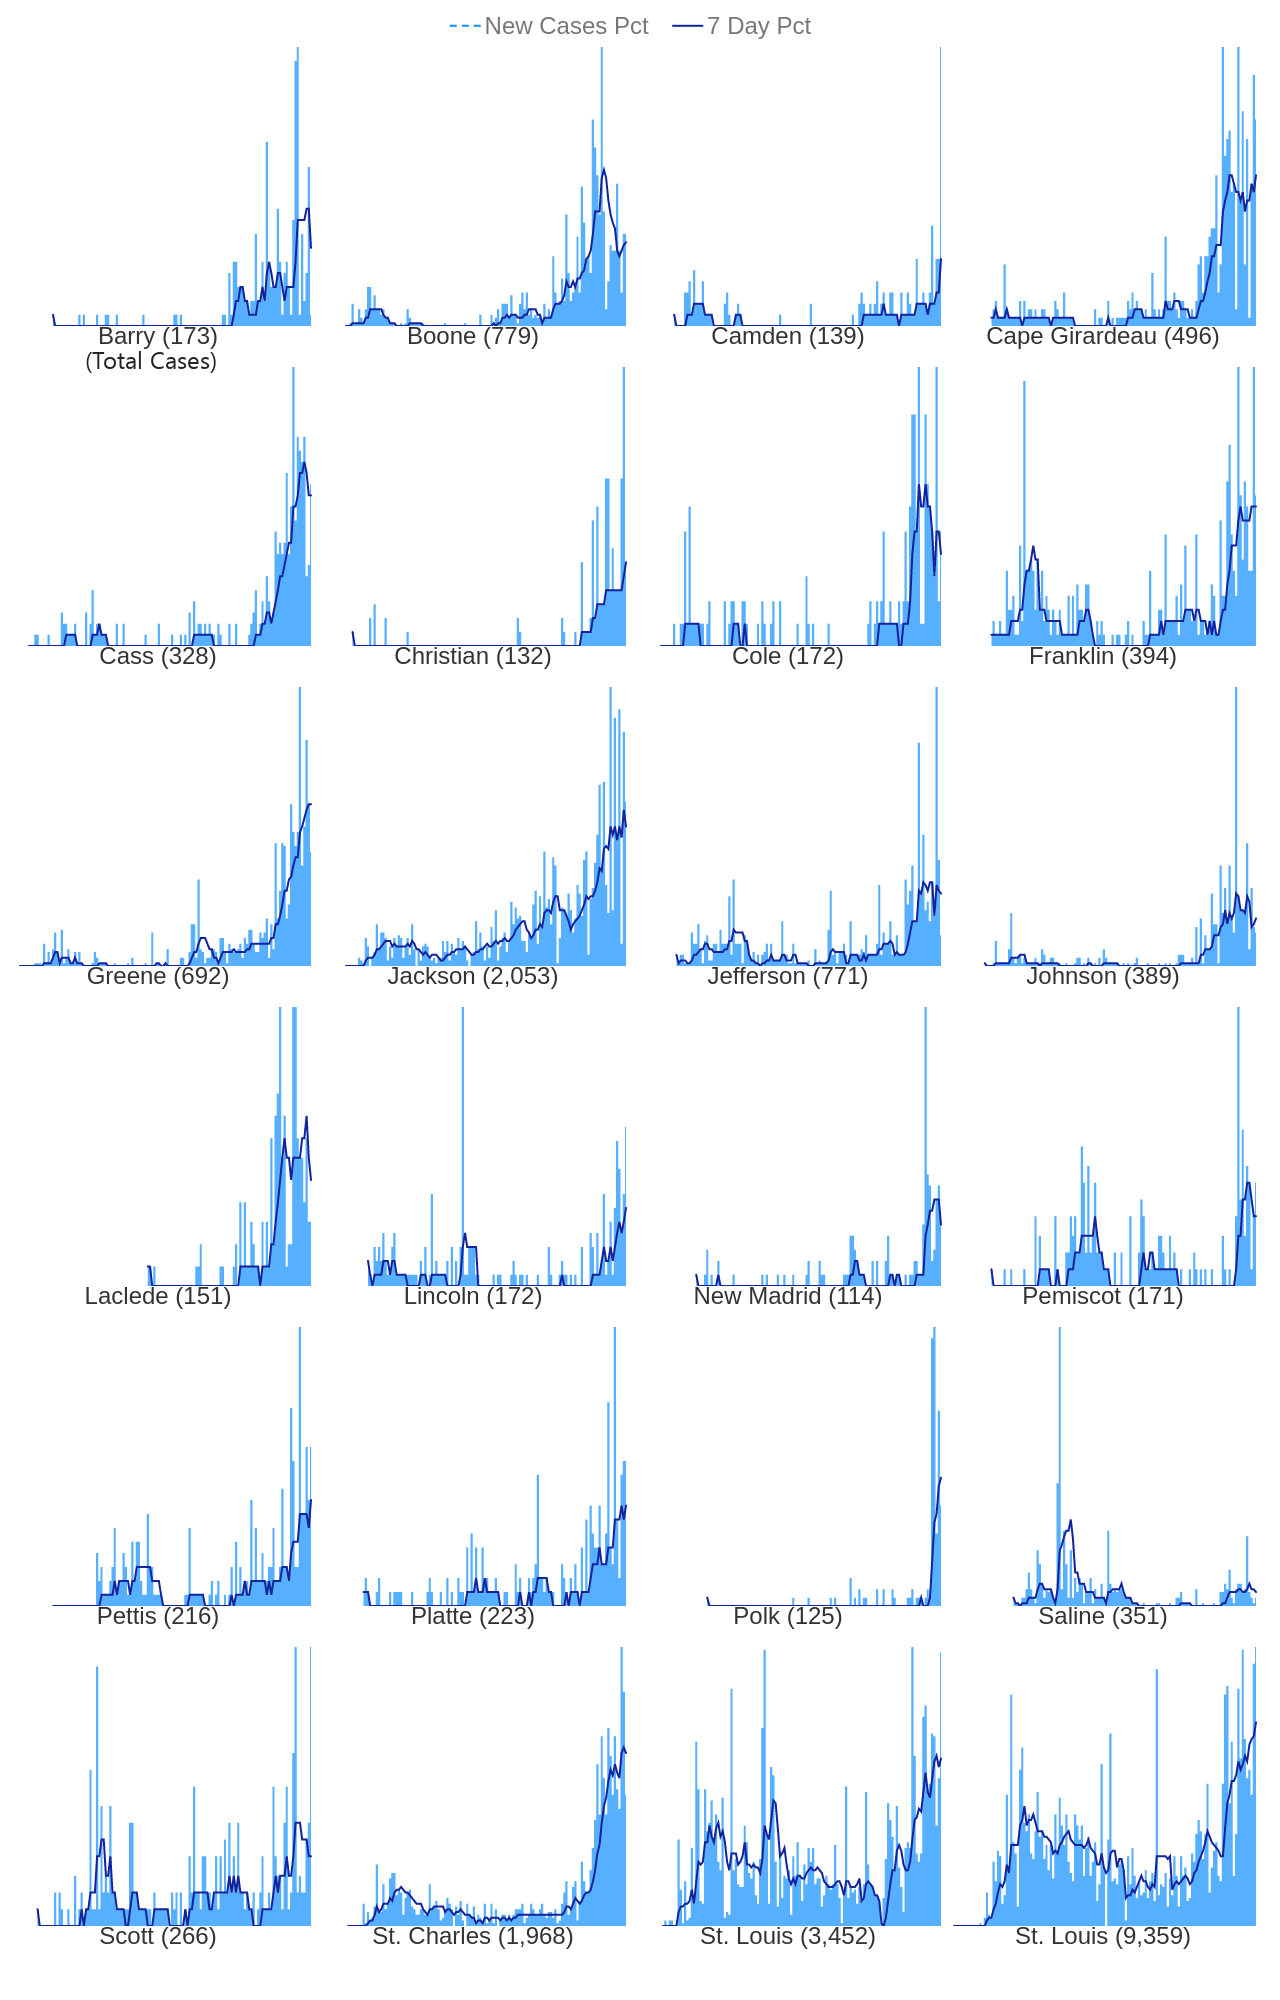 New Cases Pct 7 Day Pct
Barry (173) Boone (779) Camden (139) Cape Girardeau (496)
(Total Cases)
Cass (328) Christian (132) Cole (172) Franklin (394)
Greene (692) Jackson (2,053) Jefferson (771) Johnson (389)
Laclede (151) Lincoln (172) New Madrid (114) Pemiscot (171)
Pettis (216) Platte (223) Polk (125) Saline (351)
Scott (266) St. Charles (1,968) St. Louis (3,452) St. Louis (9,359)